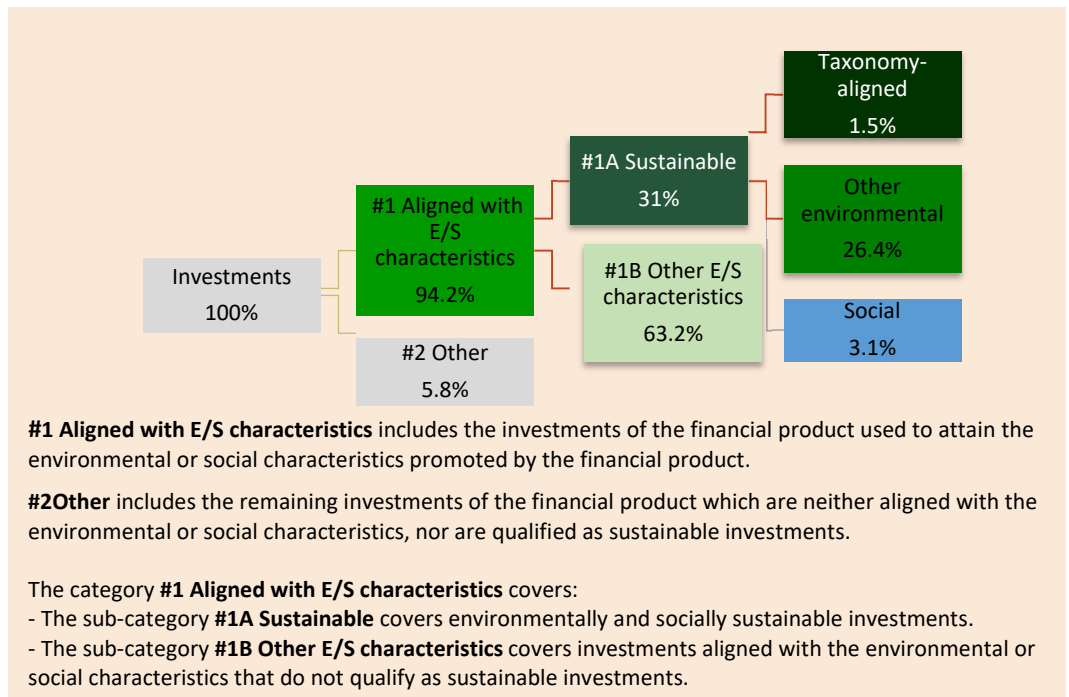 Taxonomy-
aligned
1.5%
#1A Sustainable
31%
#1 Aligned with
E/S
characteristics
94.2%
Other
environmental
26.4%
Investments
100%
#1B Other E/S
characteristics
63.2%
Social
3.1%
#2 Other
5.8%
#1 Aligned with E/S characteristics includes the investments of the financial product used to attain the
environmental or social characteristics promoted by the financial product.
#2Other includes the remaining investments of the financial product which are neither aligned with the
environmental or social characteristics, nor are qualified as sustainable investments.
The category #1 Aligned with E/S characteristics covers:
- The sub-category #1A Sustainable covers environmentally and socially sustainable investments.
- The sub-category #1B Other E/S characteristics covers investments aligned with the environmental or
social characteristics that do not qualify as sustainable investments.